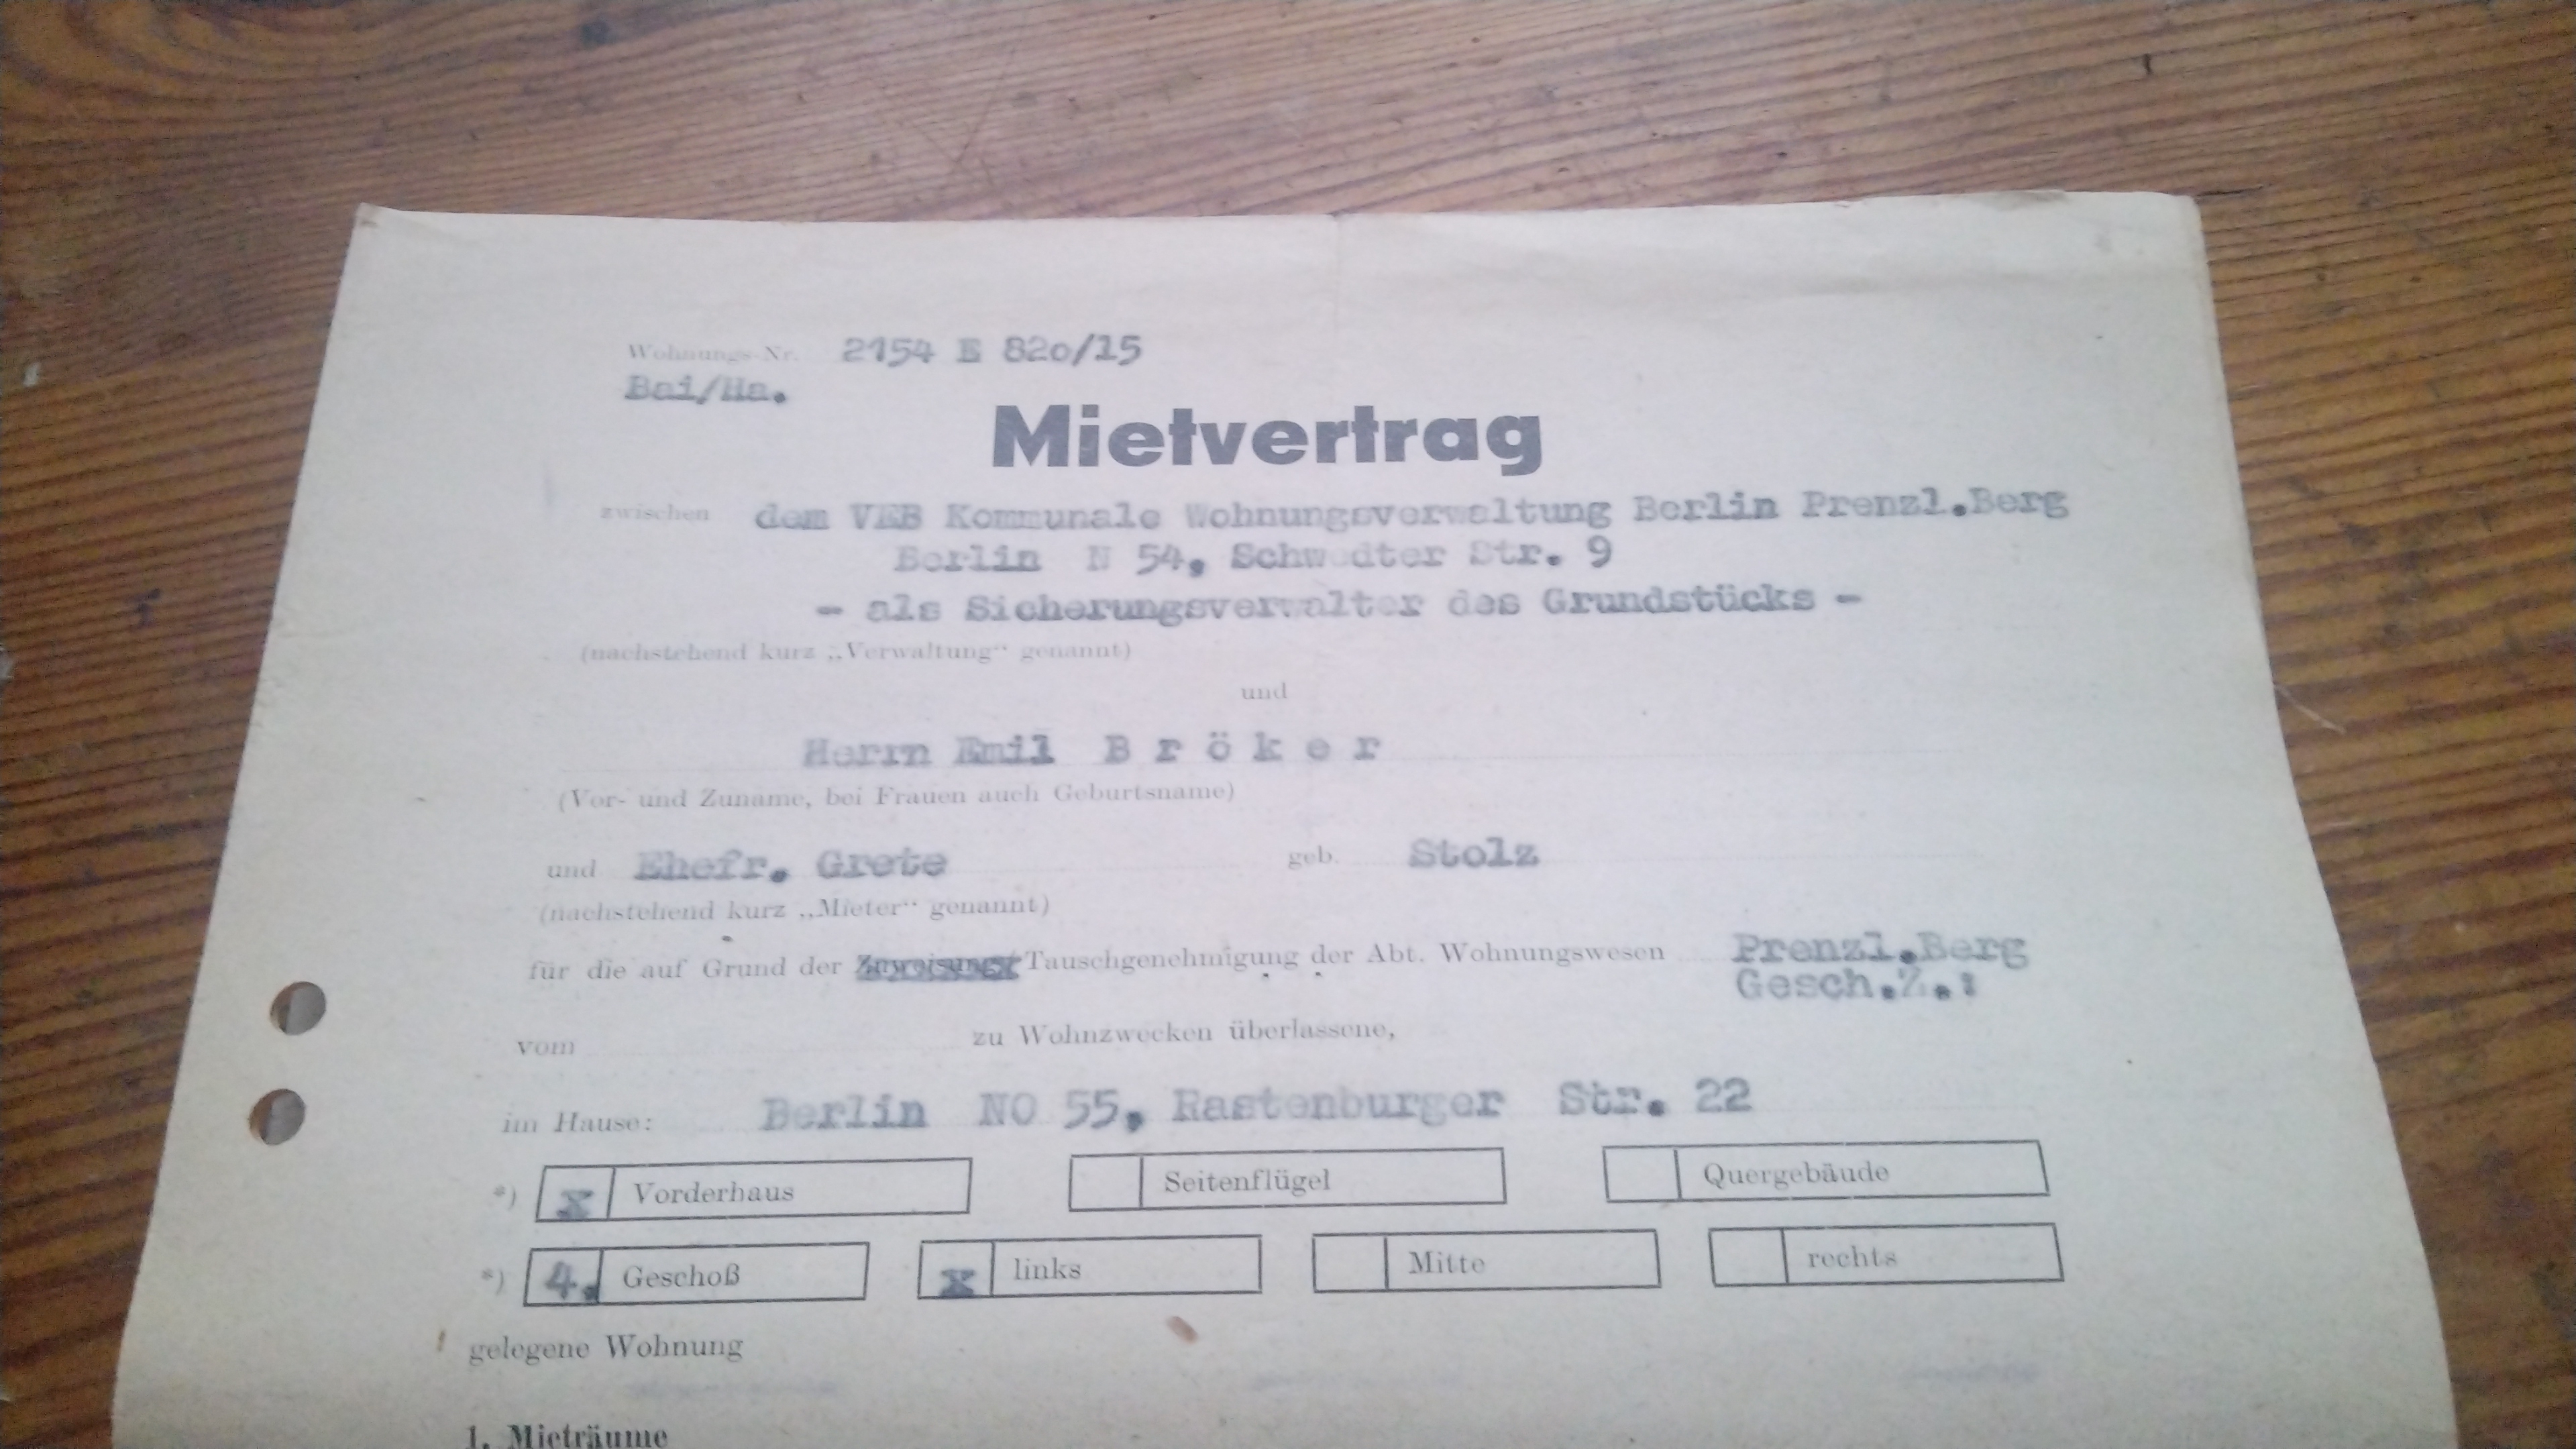 Wohnungs-Nr. 2154 E 82o/15
Bai/Ha.
Mietvertrag
zwischen dem VEB Kommunale Wohnungsverwaltung Berlin Prenzl.Berg
Berlin N 54, Schwedter Str. 9
- als Sicherungsverwalter des Grundstücks -
(nachstehend kurz „Verwaltung“ genannt)
und
Herrn Emil B r ö k e r
(Vor- und Zuname, bei Frauen auch Geburtsname)
und Ehefr. Grete geb. Stolz
(nachstehend kurz „Mieter“ genannt)
für die auf Grund der Tauschgenehmigung der Abt. Wohnungswesen Prenzl.Berg
Gesch.Z.:
vom zu Wohnzwecken überlassene,
im Hause: Berlin NO 55, Rastenburger Str. 22
*) x Vorderhaus Seitenflügel Quergebäude
*) 4. Geschoß x links Mitte rechts
gelegene Wohnung
1. Mieträume